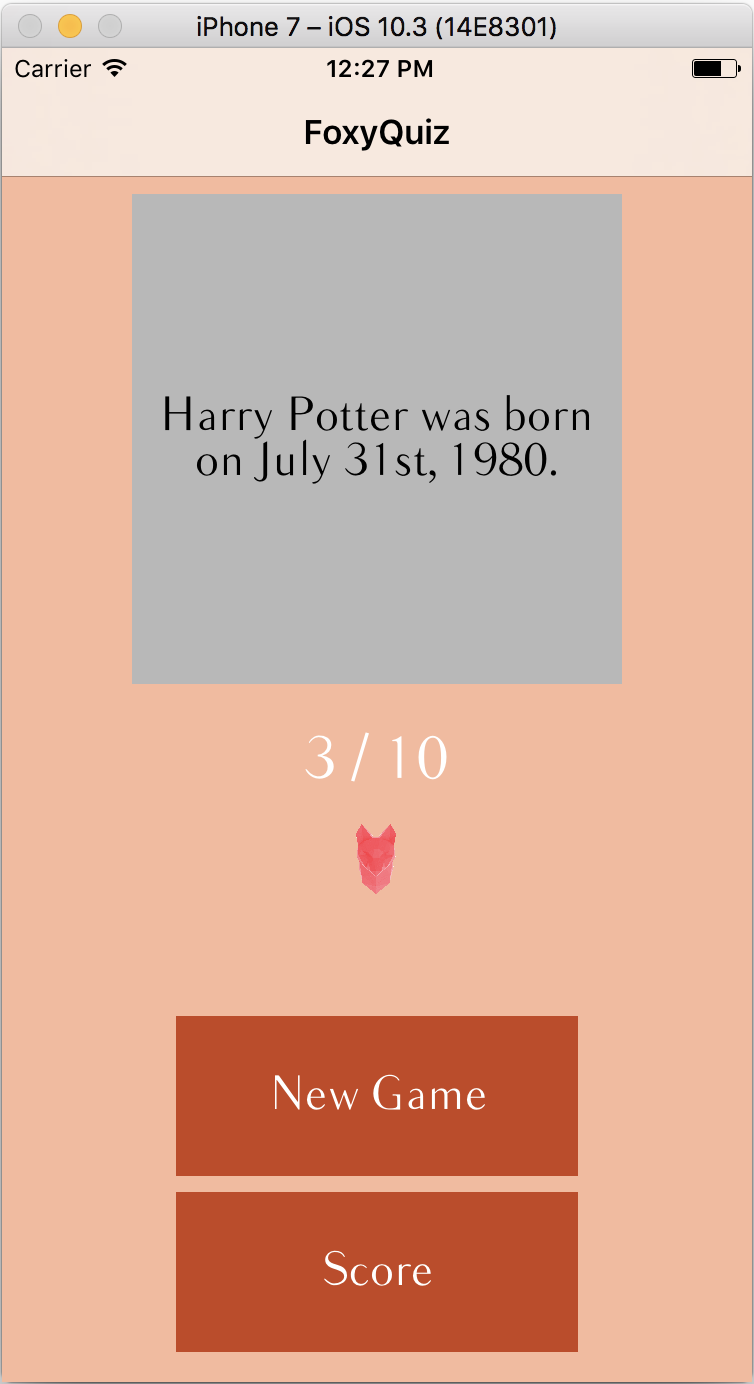 iPhone 7 – iOS 10.3 (14E8301)
Carrier 12:27 PM
FoxyQuiz
Harry Potter was born
on July 31st, 1980.
3 / 10
New Game
Score